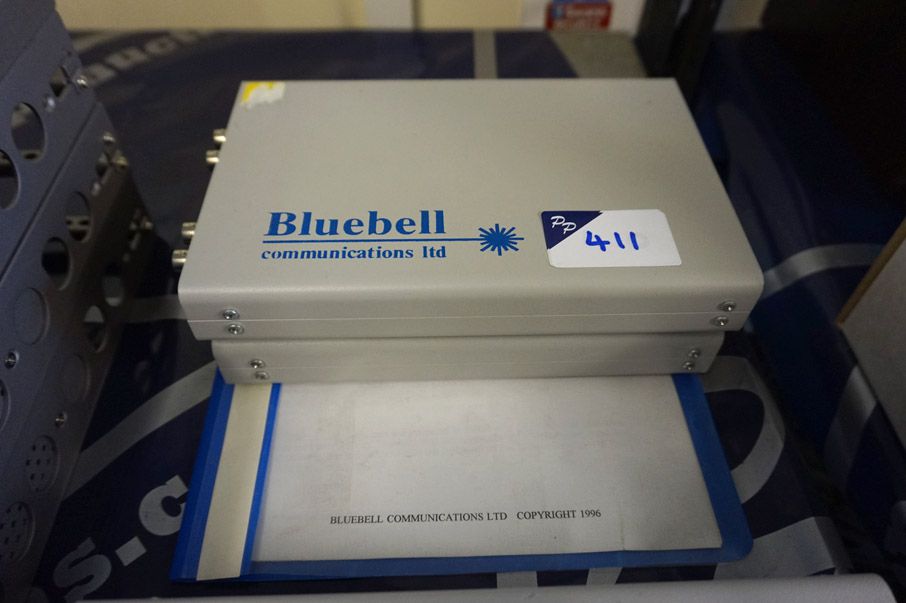 Bluebell
communications ltd
PP
411
BLUEBELL COMMUNICATIONS LTD COPYRIGHT 1996